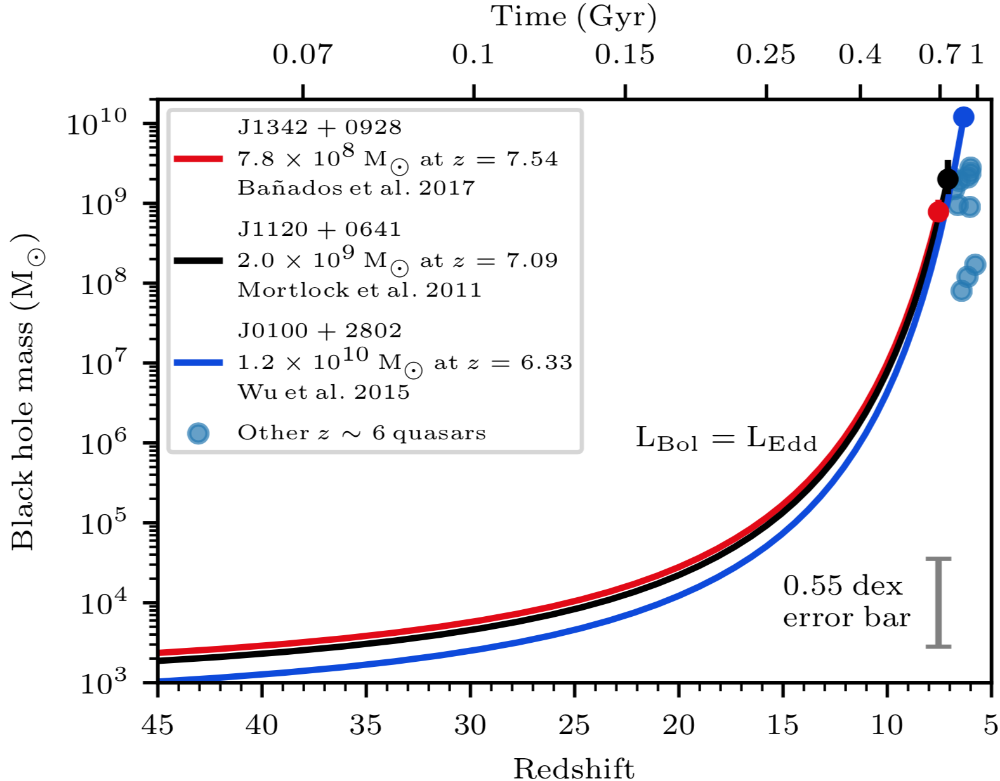 Time (Gyr)
0.07 0.1 0.15 0.25 0.4 0.7 1
10^10
10^9
10^8
10^7
10^6
10^5
10^4
10^3
Black hole mass (M⊙)
J1342 + 0928
7.8 × 10^8 M⊙ at z = 7.54
Bañados et al. 2017
J1120 + 0641
2.0 × 10^9 M⊙ at z = 7.09
Mortlock et al. 2011
J0100 + 2802
1.2 × 10^10 M⊙ at z = 6.33
Wu et al. 2015
Other z ∼ 6 quasars
L_Bol = L_Edd
0.55 dex
error bar
45 40 35 30 25 20 15 10 5
Redshift